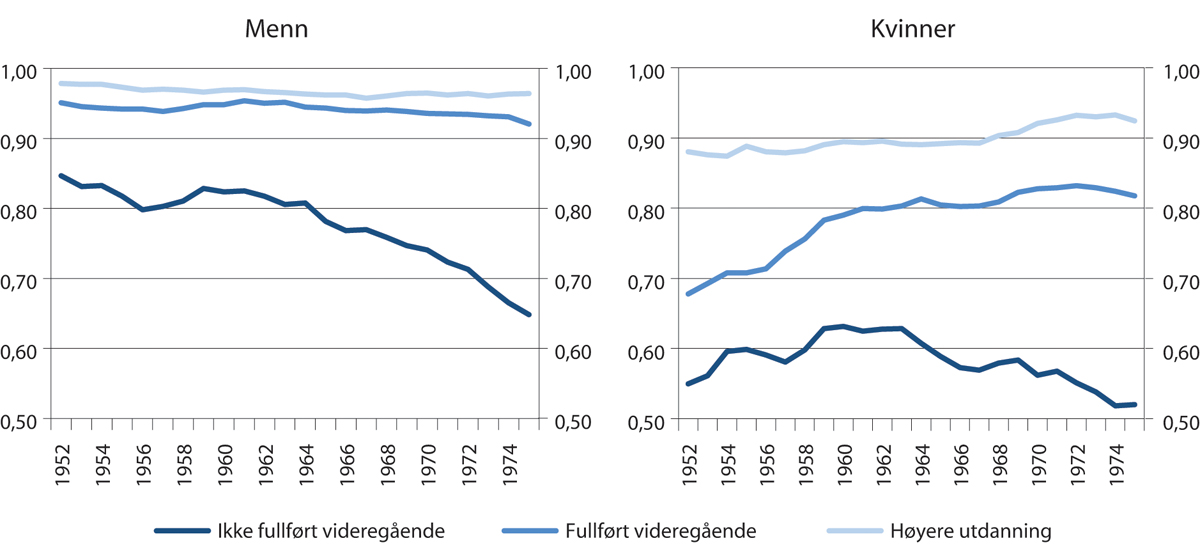 Menn
1,00 1,00
0,90 0,90
0,80 0,80
0,70 0,70
0,60 0,60
0,50 0,50
1952 1954 1956 1958 1960 1962 1964 1966 1968 1970 1972 1974
Kvinner
1,00 1,00
0,90 0,90
0,80 0,80
0,70 0,70
0,60 0,60
0,50 0,50
1952 1954 1956 1958 1960 1962 1964 1966 1968 1970 1972 1974
Ikke fullført videregående Fullført videregående Høyere utdanning